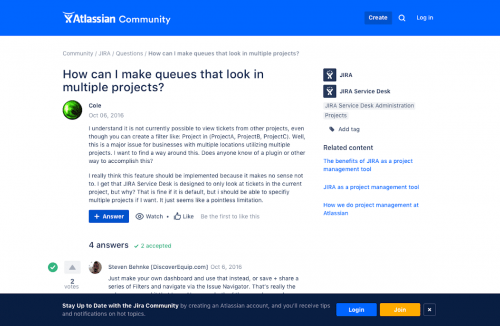 Atlassian Community
Create
Log in
Community / JIRA / Questions / How can I make queues that look in multiple projects?
How can I make queues that look in
multiple projects?
Cole
Oct 06, 2016
I understand it is not currently possible to view tickets from other projects, even
though you can create a filter like: Project in (ProjectA, ProjectB, ProjectC). Well,
this is a major issue for businesses with multiple locations utilizing multiple
projects. I want to find a way around this. Does anyone know of a plugin or other
way to accomplish this?
I really think this feature should be implemented because it makes no sense not
to. I get that JIRA Service Desk is designed to only look at tickets in the current
project, but why? That is fine if it is default, but i should be able to specifiy
multiple projects if I want. It just seems like a pointless limitation.
+ Answer
Watch
Like
Be the first to like this
4 answers
2 accepted
2
VOTES
Steven Behnke [DiscoverEquip.com] Oct 6, 2016
Just make your own dashboard and use that instead, or save + share a
series of Filters and navigate via the Issue Navigator. That's really the
JIRA
JIRA Service Desk
JIRA Service Desk Administration
Projects
Add tag
Related content
The benefits of JIRA as a project
management tool
JIRA as a project management tool
How we do project management at
Atlassian
Stay Up to Date with the Jira Community by creating an Atlassian account, and you'll receive tips
and notifications on hot topics.
Login
Join
×